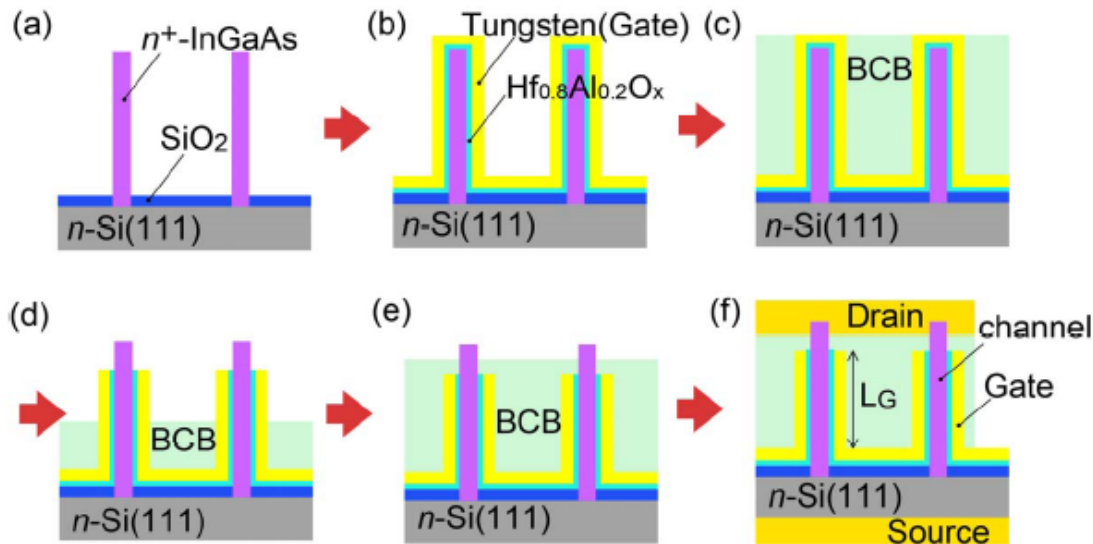 (a)
n⁺-InGaAs
SiO₂
n-Si(111)
(b)
Tungsten(Gate)
Hf₀.₈Al₀.₂Oₓ
n-Si(111)
(c)
BCB
n-Si(111)
(d)
BCB
n-Si(111)
(e)
BCB
n-Si(111)
(f)
Drain
channel
L_G
Gate
n-Si(111)
Source